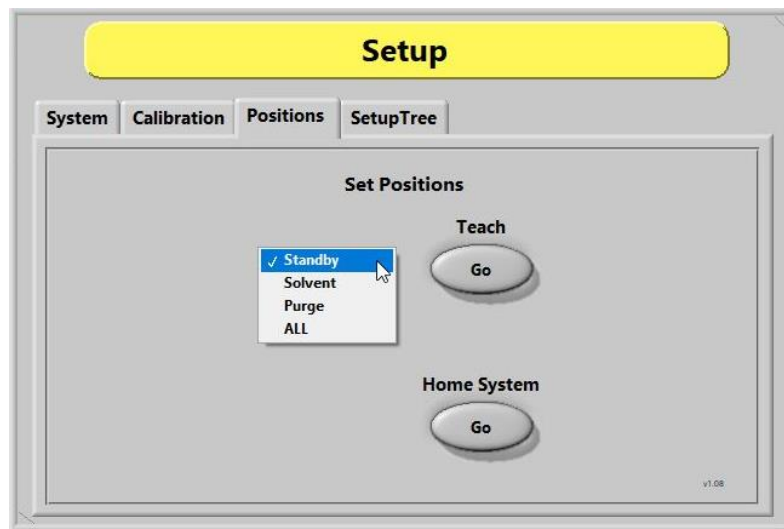 Setup
System Calibration Positions SetupTree
Set Positions
Teach
✓ Standby
Go
Solvent
Purge
ALL
Home System
Go
v1.08